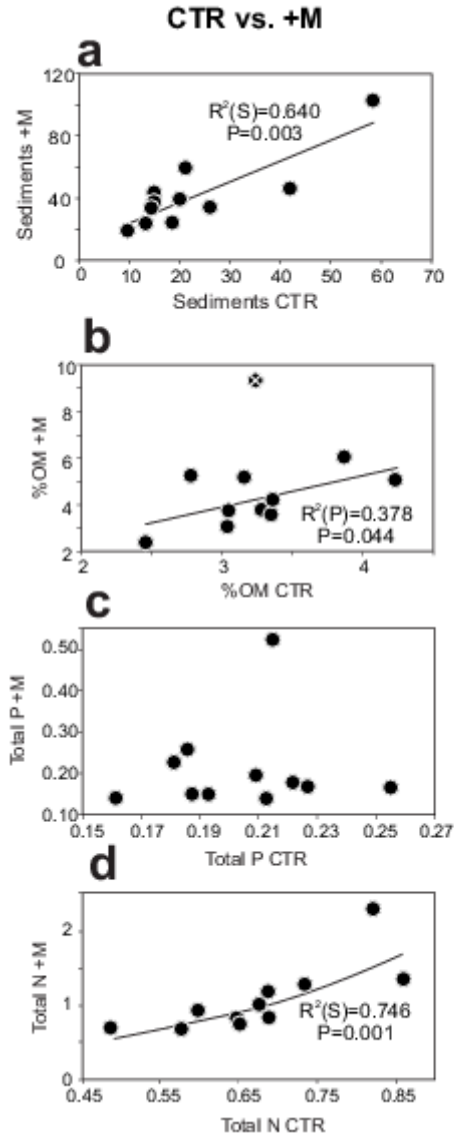 CTR vs. +M
a
Sediments +M
120
80
40
0
R²(S)=0.640
P=0.003
0 10 20 30 40 50 60 70
Sediments CTR
b
%OM +M
10
8
6
4
2
R²(P)=0.378
P=0.044
2 3 4
%OM CTR
c
Total P +M
0.50
0.40
0.30
0.20
0.10
0.15 0.17 0.19 0.21 0.23 0.25 0.27
Total P CTR
d
Total N +M
2
1
0
R²(S)=0.746
P=0.001
0.45 0.55 0.65 0.75 0.85
Total N CTR